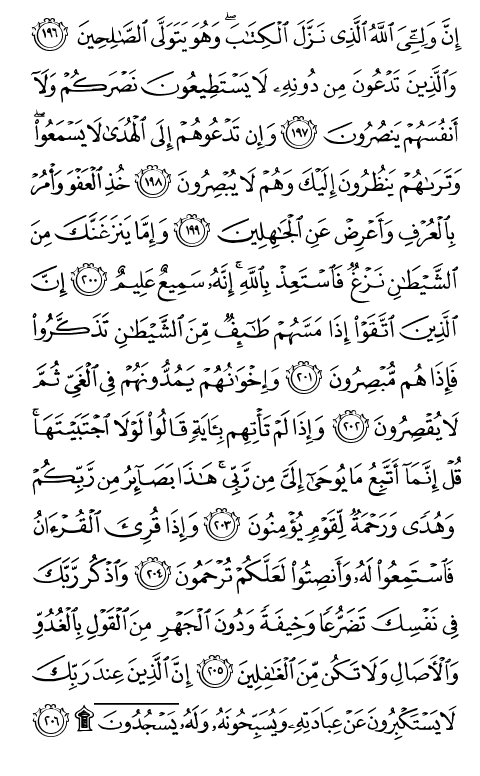 إِنَّ وَلِـِّۧيَ ٱللَّهُ ٱلَّذِي نَزَّلَ ٱلْكِتَٰبَۖ وَهُوَ يَتَوَلَّى ٱلصَّٰلِحِينَ ﴿١٩٦﴾
وَٱلَّذِينَ تَدْعُونَ مِن دُونِهِۦ لَا يَسْتَطِيعُونَ نَصْرَكُمْ وَلَآ
أَنفُسَهُمْ يَنصُرُونَ ﴿١٩٧﴾ وَإِن تَدْعُوهُمْ إِلَى ٱلْهُدَىٰ لَا يَسْمَعُوا۟ۖ
وَتَرَىٰهُمْ يَنظُرُونَ إِلَيْكَ وَهُمْ لَا يُبْصِرُونَ ﴿١٩٨﴾ خُذِ ٱلْعَفْوَ وَأْمُرْ
بِٱلْعُرْفِ وَأَعْرِضْ عَنِ ٱلْجَٰهِلِينَ ﴿١٩٩﴾ وَإِمَّا يَنزَغَنَّكَ مِنَ
ٱلشَّيْطَٰنِ نَزْغٌ فَٱسْتَعِذْ بِٱللَّهِۚ إِنَّهُۥ سَمِيعٌ عَلِيمٌ ﴿٢٠٠﴾ إِنَّ
ٱلَّذِينَ ٱتَّقَوْا۟ إِذَا مَسَّهُمْ طَٰٓئِفٌ مِّنَ ٱلشَّيْطَٰنِ تَذَكَّرُوا۟
فَإِذَا هُم مُّبْصِرُونَ ﴿٢٠١﴾ وَإِخْوَٰنُهُمْ يَمُدُّونَهُمْ فِي ٱلْغَيِّ ثُمَّ
لَا يُقْصِرُونَ ﴿٢٠٢﴾ وَإِذَا لَمْ تَأْتِهِم بِـَٔايَةٍ قَالُوا۟ لَوْلَا ٱجْتَبَيْتَهَاۚ
قُلْ إِنَّمَآ أَتَّبِعُ مَا يُوحَىٰٓ إِلَيَّ مِن رَّبِّيۚ هَٰذَا بَصَآئِرُ مِن رَّبِّكُمْ
وَهُدًى وَرَحْمَةٌ لِّقَوْمٍ يُؤْمِنُونَ ﴿٢٠٣﴾ وَإِذَا قُرِئَ ٱلْقُرْءَانُ
فَٱسْتَمِعُوا۟ لَهُۥ وَأَنصِتُوا۟ لَعَلَّكُمْ تُرْحَمُونَ ﴿٢٠٤﴾ وَٱذْكُر رَّبَّكَ
فِي نَفْسِكَ تَضَرُّعًا وَخِيفَةً وَدُونَ ٱلْجَهْرِ مِنَ ٱلْقَوْلِ بِٱلْغُدُوِّ
وَٱلْءَاصَالِ وَلَا تَكُن مِّنَ ٱلْغَٰفِلِينَ ﴿٢٠٥﴾ إِنَّ ٱلَّذِينَ عِندَ رَبِّكَ
لَا يَسْتَكْبِرُونَ عَنْ عِبَادَتِهِۦ وَيُسَبِّحُونَهُۥ وَلَهُۥ يَسْجُدُونَ ۩ ﴿٢٠٦﴾